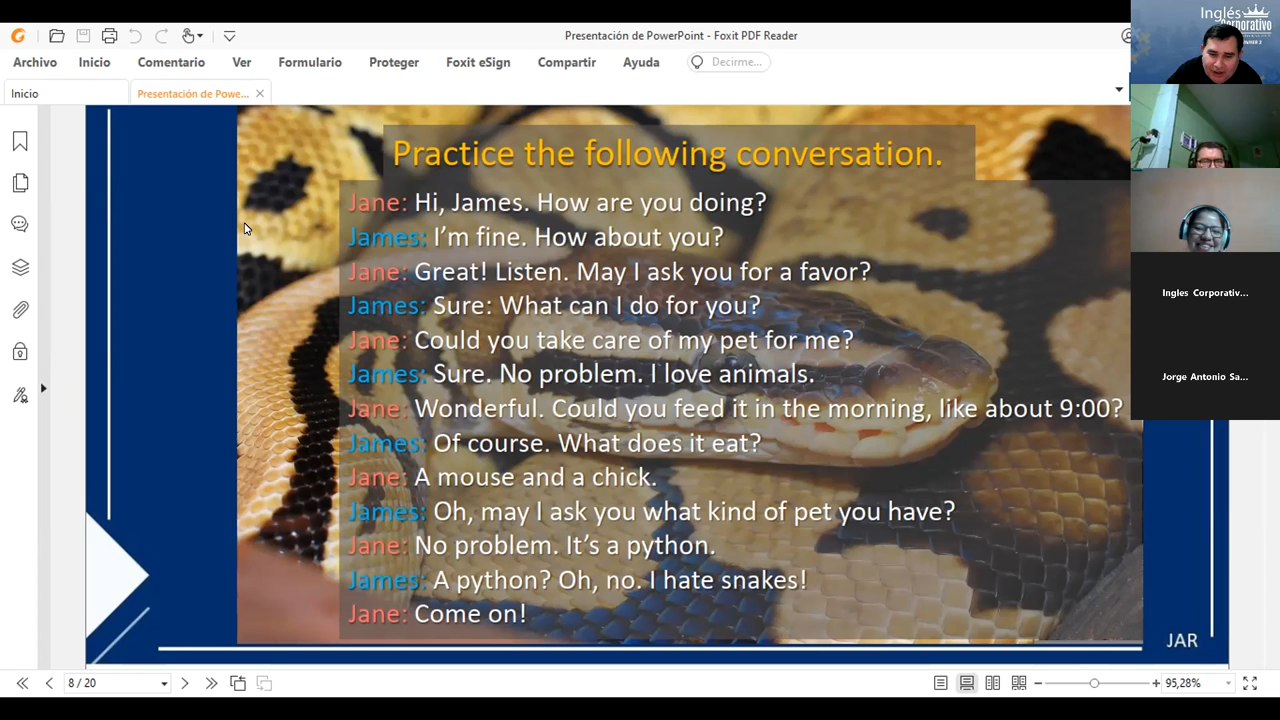 Presentación de PowerPoint - Foxit PDF Reader
Archivo Inicio Comentario Ver Formulario Proteger Foxit eSign Compartir Ayuda Decirme...
Inicio Presentación de Powe...
Practice the following conversation.
Jane: Hi, James. How are you doing?
James: I'm fine. How about you?
Jane: Great! Listen. May I ask you for a favor?
James: Sure: What can I do for you?
Jane: Could you take care of my pet for me?
James: Sure. No problem. I love animals.
Jane: Wonderful. Could you feed it in the morning, like about 9:00?
James: Of course. What does it eat?
Jane: A mouse and a chick.
James: Oh, may I ask you what kind of pet you have?
Jane: No problem. It's a python.
James: A python? Oh, no. I hate snakes!
Jane: Come on!
JAR
8 / 20
95,28%
Inglés
Corporativo
Ingles Corporativ...
Jorge Antonio Sa...